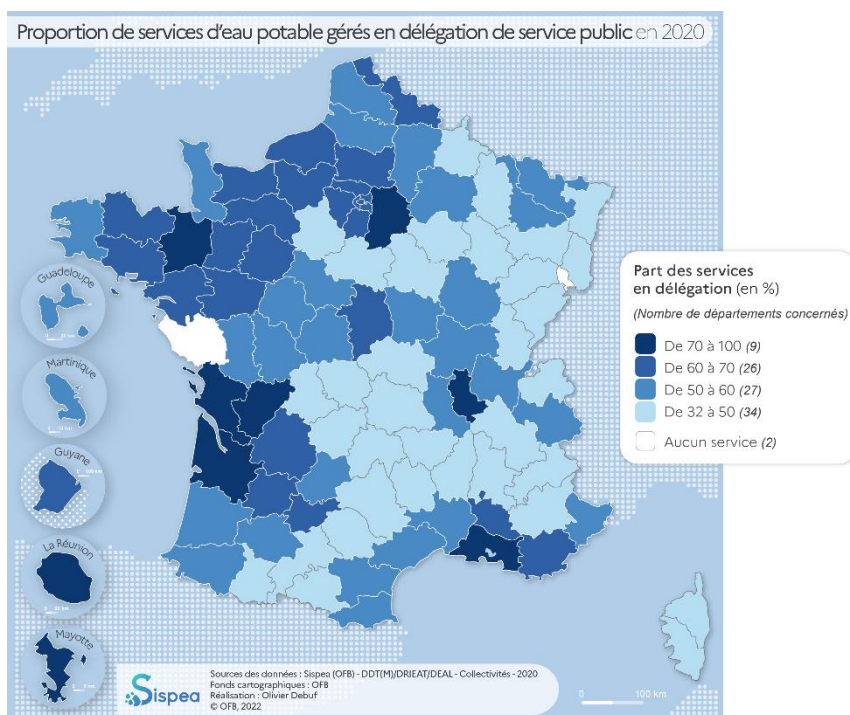 Proportion de services d'eau potable gérés en délégation de service public en 2020
Guadeloupe
Martinique
Guyane
La Réunion
Mayotte
Part des services
en délégation (en %)
(Nombre de départements concernés)
De 70 à 100 (9)
De 60 à 70 (26)
De 50 à 60 (27)
De 32 à 50 (34)
Aucun service (2)
Sispea
Sources des données : Sispea (OFB) - DDT(M)/DRIEAT/DEAL - Collectivités - 2020
Fonds cartographiques : OFB
Réalisation : Olivier Debuf
© OFB, 2022
0 100 km